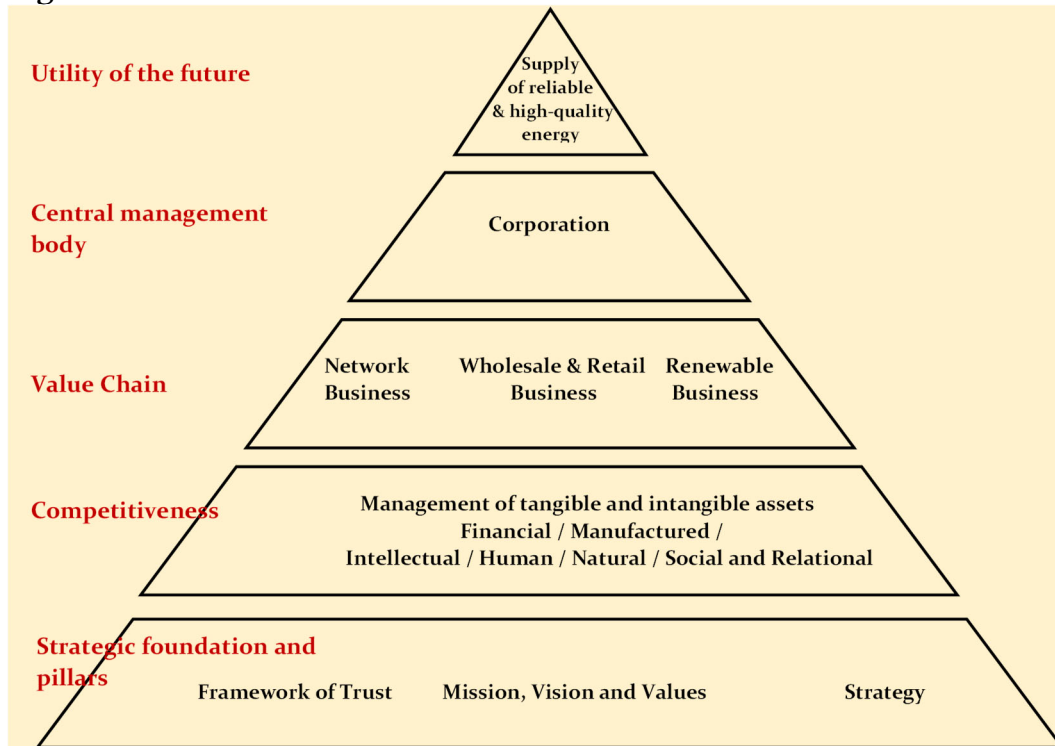 Utility of the future
Supply
of reliable
& high-quality
energy
Central management
body
Corporation
Value Chain
Network
Business
Wholesale & Retail
Business
Renewable
Business
Competitiveness
Management of tangible and intangible assets
Financial / Manufactured /
Intellectual / Human / Natural / Social and Relational
Strategic foundation and
pillars
Framework of Trust
Mission, Vision and Values
Strategy